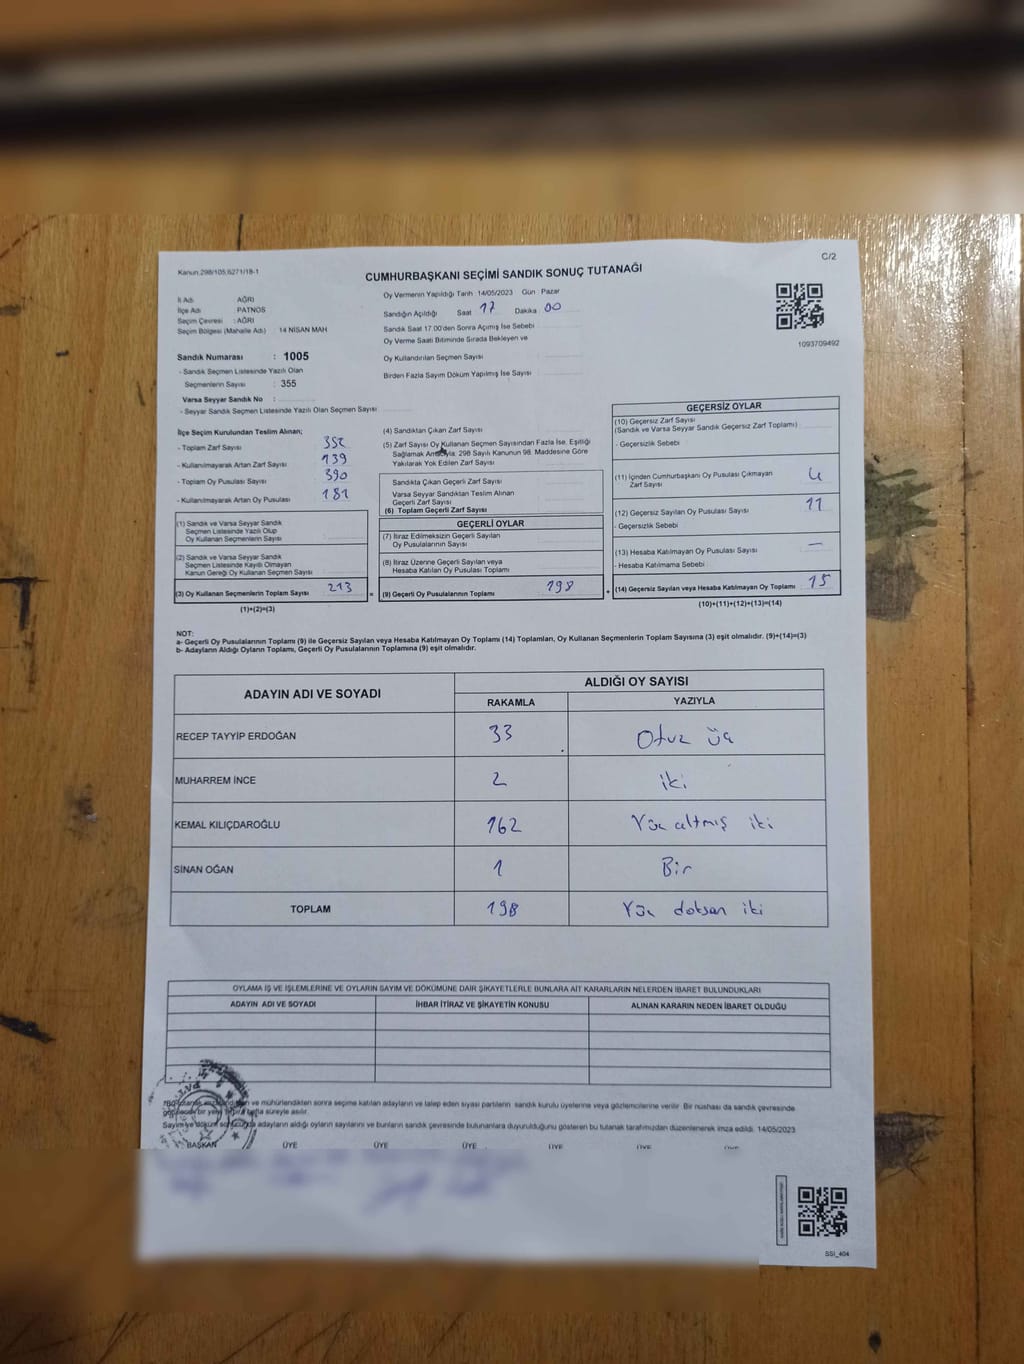 Kanun.298/105,6271/18-1
C/2
CUMHURBAŞKANI SEÇİMİ SANDIK SONUÇ TUTANAĞI
İl Adı AĞRI
İlçe Adı PATNOS
Seçim Çevresi : AĞRI
Seçim Bölgesi (Mahalle Adı) : 14 NİSAN MAH
Sandık Numarası : 1005
- Sandık Seçmen Listesinde Yazılı Olan
Seçmenlerin Sayısı : 355
Varsa Seyyar Sandık No :
- Seyyar Sandık Seçmen Listesinde Yazılı Olan Seçmen Sayısı
Oy Vermenin Yapıldığı Tarih 14/05/2023 Gün : Pazar
Sandığın Açıldığı Saat 17 Dakika 00
Sandık Saat 17.00'den Sonra Açılmış İse Sebebi
Oy Verme Saati Bitiminde Sırada Bekleyen ve
Oy Kullandırılan Seçmen Sayısı
Birden Fazla Sayım Döküm Yapılmış İse Sayısı
1093709492
İlçe Seçim Kurulundan Teslim Alınan;
- Toplam Zarf Sayısı 352
- Kullanılmayarak Artan Zarf Sayısı 139
- Toplam Oy Pusulası Sayısı 390
- Kullanılmayarak Artan Oy Pusulası 181
(1) Sandık ve Varsa Seyyar Sandık
Seçmen Listesinde Yazılı Olup
Oy Kullanan Seçmenlerin Sayısı
(2) Sandık ve Varsa Seyyar Sandık
Seçmen Listesinde Kayıtlı Olmayan
Kanun Gereği Oy Kullanan Seçmen Sayısı
(3) Oy Kullanan Seçmenlerin Toplam Sayısı 213 =
(1)+(2)=(3)
(4) Sandıktan Çıkan Zarf Sayısı
(5) Zarf Sayısı Oy Kullanan Seçmen Sayısından Fazla İse, Eşitliği
Sağlamak Amacıyla; 298 Sayılı Kanunun 98. Maddesine Göre
Yakılarak Yok Edilen Zarf Sayısı
Sandıkta Çıkan Geçerli Zarf Sayısı
Varsa Seyyar Sandıktan Teslim Alınan
Geçerli Zarf Sayısı
(6) Toplam Geçerli Zarf Sayısı
GEÇERLİ OYLAR
(7) İtiraz Edilmeksizin Geçerli Sayılan
Oy Pusulalarının Sayısı
(8) İtiraz Üzerine Geçerli Sayılan veya
Hesaba Katılan Oy Pusulası Toplamı
(9) Geçerli Oy Pusulalarının Toplamı 198 +
GEÇERSİZ OYLAR
(10) Geçersiz Zarf Sayısı
(Sandık ve Varsa Seyyar Sandık Geçersiz Zarf Toplamı)
- Geçersizlik Sebebi
(11) İçinden Cumhurbaşkanı Oy Pusulası Çıkmayan
Zarf Sayısı 4
(12) Geçersiz Sayılan Oy Pusulası Sayısı 11
- Geçersizlik Sebebi
(13) Hesaba Katılmayan Oy Pusulası Sayısı —
- Hesaba Katılmama Sebebi
(14) Geçersiz Sayılan veya Hesaba Katılmayan Oy Toplamı 15
(10)+(11)+(12)+(13)=(14)
NOT:
a- Geçerli Oy Pusulalarının Toplamı (9) ile Geçersiz Sayılan veya Hesaba Katılmayan Oy Toplamı (14) Toplamları, Oy Kullanan Seçmenlerin Toplam Sayısına (3) eşit olmalıdır. (9)+(14)=(3)
b- Adayların Aldığı Oyların Toplamı, Geçerli Oy Pusulalarının Toplamına (9) eşit olmalıdır.
ADAYIN ADI VE SOYADI ALDIĞI OY SAYISI
RAKAMLA YAZIYLA
RECEP TAYYİP ERDOĞAN 33 Otuz üç
MUHARREM İNCE 2 iki
KEMAL KILIÇDAROĞLU 162 Yüz altmış iki
SİNAN OĞAN 1 Bir
TOPLAM 198 Yüz doksan iki
OYLAMA İŞ VE İŞLEMLERİNE VE OYLARIN SAYIM VE DÖKÜMÜNE DAİR ŞİKAYETLERLE BUNLARA AİT KARARLARIN NELERDEN İBARET BULUNDUKLARI
ADAYIN ADI VE SOYADI İHBAR İTİRAZ VE ŞİKAYETİN KONUSU ALINAN KARARIN NEDEN İBARET OLDUĞU
ve mühürlendikten sonra seçime katılan adayların ve talep eden siyasi partilerin sandık kurulu üyelerine veya gözlemcilerine verilir. Bir nüshası da sandık çevresinde
bir yere hafta süreyle asılır.
Sayım ve döküm adayların aldığı oyların sayılarını ve bunların sandık çevresinde bulunanlara duyurulduğunu gösteren bu tutanak tarafımızdan düzenlenerek imza edildi. 14/05/2023
BAŞKAN ÜYE ÜYE ÜYE ÜYE ÜYE ÜYE
SSI_404